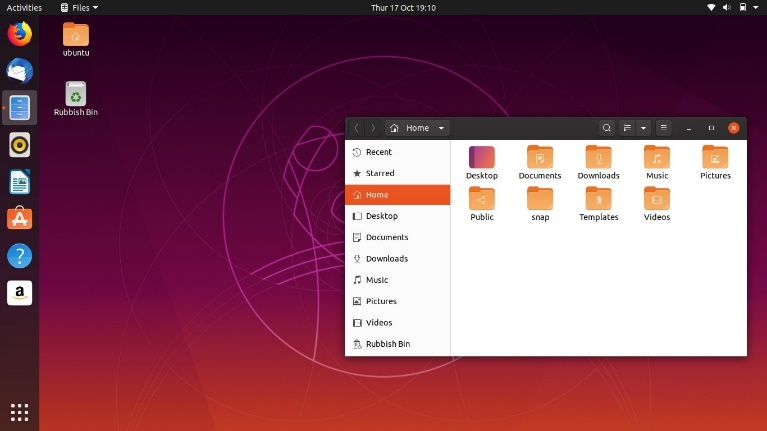 Activities
Files
Thur 17 Oct 19:10
ubuntu
Rubbish Bin
Home
Recent
Starred
Home
Desktop
Documents
Downloads
Music
Pictures
Videos
Rubbish Bin
Desktop Documents Downloads Music Pictures
Public snap Templates Videos
?
a